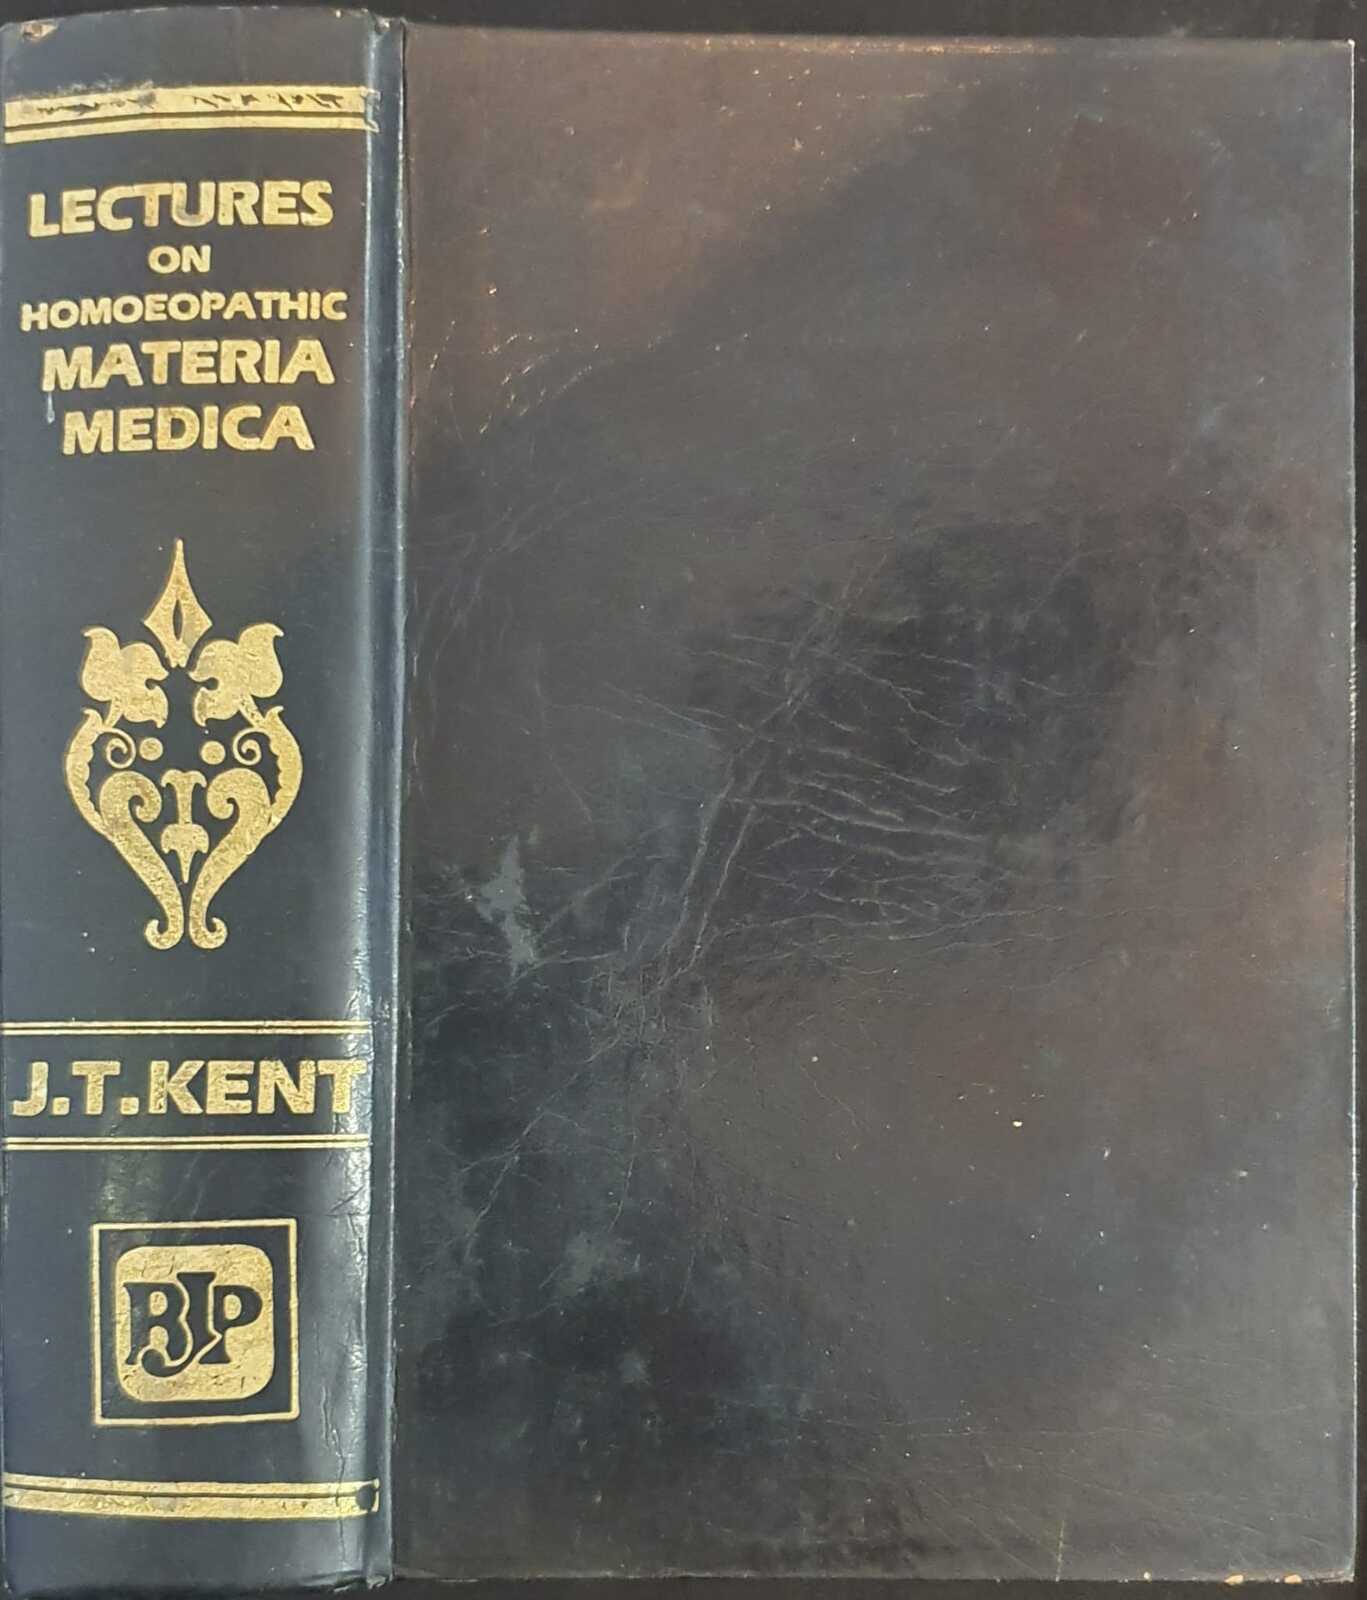 LECTURES
ON
HOMOEOPATHIC
MATERIA
MEDICA
J.T.KENT
BJP